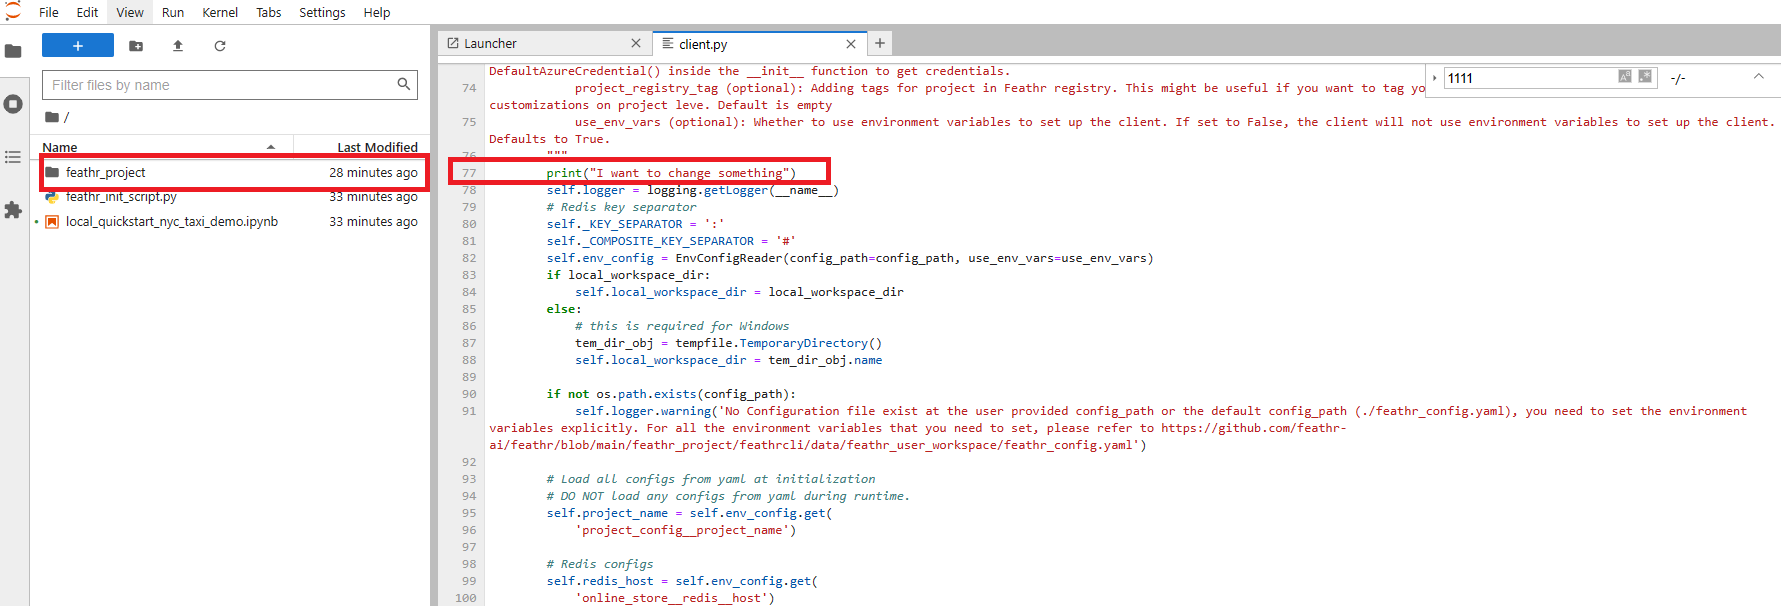 File Edit View Run Kernel Tabs Settings Help
+
Filter files by name
/
Name Last Modified
feathr_project 28 minutes ago
feathr_init_script.py 33 minutes ago
local_quickstart_nyc_taxi_demo.ipynb 33 minutes ago
Launcher client.py +
1111 -/-
DefaultAzureCredential() inside the __init__ function to get credentials.
74 project_registry_tag (optional): Adding tags for project in Feathr registry. This might be useful if you want to tag yo
customizations on project leve. Default is empty
75 use_env_vars (optional): Whether to use environment variables to set up the client. If set to False, the client will not use environment variables to set up the client.
Defaults to True.
76 """
77 print("I want to change something")
78 self.logger = logging.getLogger(__name__)
79 # Redis key separator
80 self._KEY_SEPARATOR = ':'
81 self._COMPOSITE_KEY_SEPARATOR = '#'
82 self.env_config = EnvConfigReader(config_path=config_path, use_env_vars=use_env_vars)
83 if local_workspace_dir:
84 self.local_workspace_dir = local_workspace_dir
85 else:
86 # this is required for Windows
87 tem_dir_obj = tempfile.TemporaryDirectory()
88 self.local_workspace_dir = tem_dir_obj.name
89
90 if not os.path.exists(config_path):
91 self.logger.warning('No Configuration file exist at the user provided config_path or the default config_path (./feathr_config.yaml), you need to set the environment
variables explicitly. For all the environment variables that you need to set, please refer to https://github.com/feathr-
ai/feathr/blob/main/feathr_project/feathrcli/data/feathr_user_workspace/feathr_config.yaml')
92
93 # Load all configs from yaml at initialization
94 # DO NOT load any configs from yaml during runtime.
95 self.project_name = self.env_config.get(
96 'project_config__project_name')
97
98 # Redis configs
99 self.redis_host = self.env_config.get(
100 'online_store__redis__host')